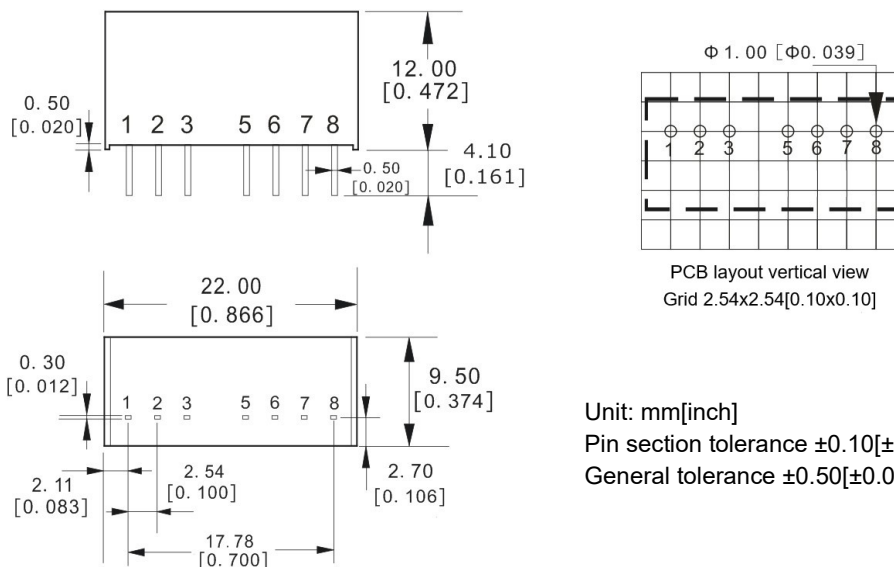 12.00
[0.472]
0.50
[0.020]
1 2 3 5 6 7 8
4.10
[0.161]
0.50
[0.020]
Φ1.00 [Φ0.039]
1 2 3 5 6 7 8
PCB layout vertical view
Grid 2.54x2.54[0.10x0.10]
22.00
[0.866]
0.30
[0.012]
1 2 3 5 6 7 8
9.50
[0.374]
2.11
[0.083]
2.54
[0.100]
2.70
[0.106]
17.78
[0.700]
Unit: mm[inch]
Pin section tolerance ±0.10[±
General tolerance ±0.50[±0.0